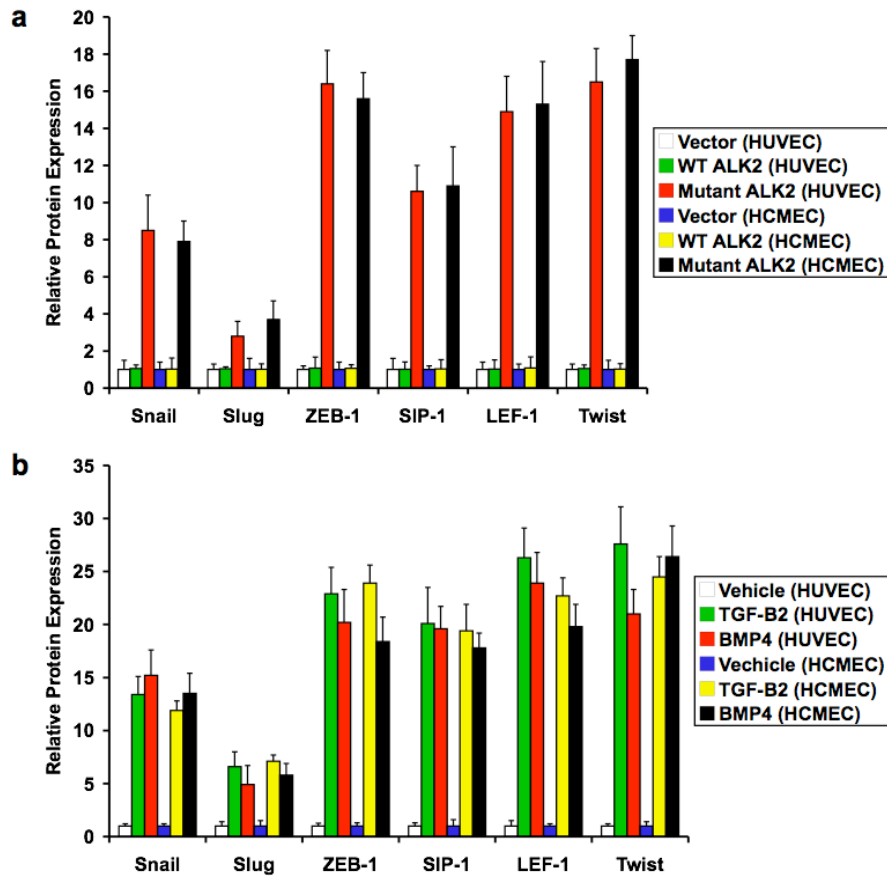 a
Relative Protein Expression
20
18
16
14
12
10
8
6
4
2
0
Snail Slug ZEB-1 SIP-1 LEF-1 Twist
Vector (HUVEC)
WT ALK2 (HUVEC)
Mutant ALK2 (HUVEC)
Vector (HCMEC)
WT ALK2 (HCMEC)
Mutant ALK2 (HCMEC)
b
Relative Protein Expression
35
30
25
20
15
10
5
0
Snail Slug ZEB-1 SIP-1 LEF-1 Twist
Vehicle (HUVEC)
TGF-B2 (HUVEC)
BMP4 (HUVEC)
Vechicle (HCMEC)
TGF-B2 (HCMEC)
BMP4 (HCMEC)